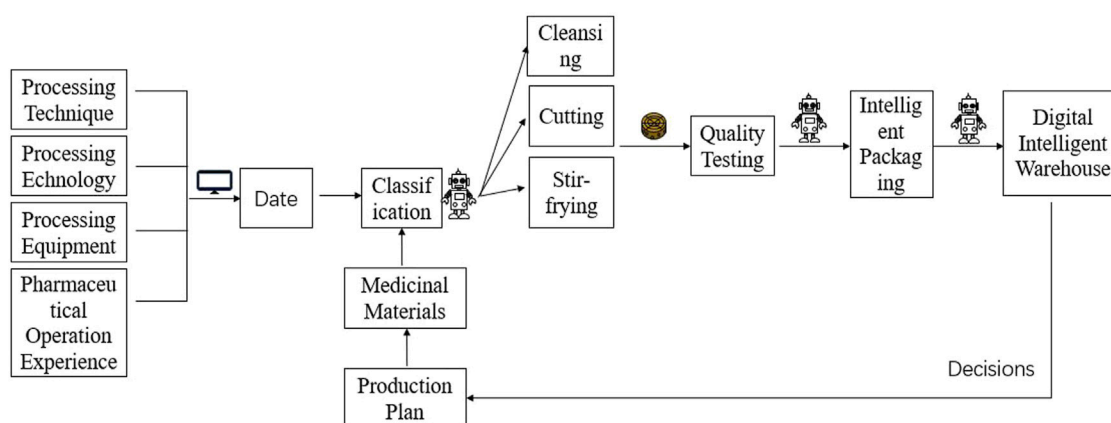 Processing
Technique
Processing
Echnology
Processing
Equipment
Pharmaceu
tical
Operation
Experience
Date
Classif
ication
Medicinal
Materials
Production
Plan
Cleansi
ng
Cutting
Stir-
frying
Quality
Testing
Intellig
ent
Packag
ing
Digital
Intelligent
Warehouse
Decisions